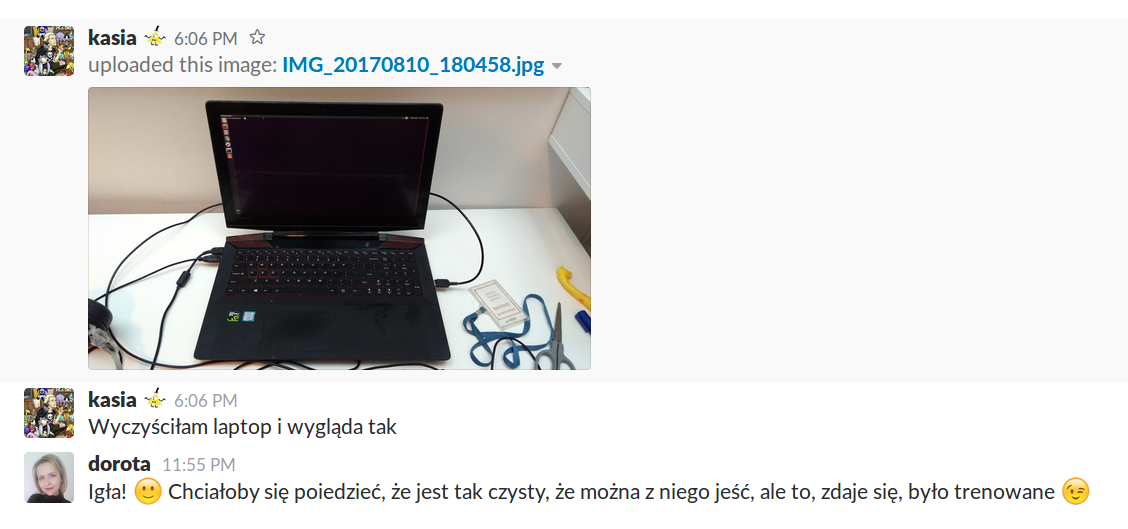 kasia 6:06 PM
uploaded this image: IMG_20170810_180458.jpg
kasia 6:06 PM
Wyczyściłam laptop i wygląda tak
dorota 11:55 PM
Igła! 🙂 Chciałoby się poiedzieć, że jest tak czysty, że można z niego jeść, ale to, zdaje się, było trenowane 😉